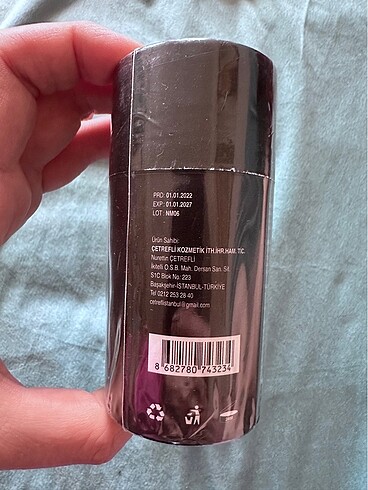 PRD: 01.01.2022
EXP: 01.01.2027
LOT : NM06
Ürün Sahibi:
ÇETREFLİ KOZMETİK İTH.İHR.HAM. TİC.
Nurettin ÇETREFLİ
İkitelli O.S.B. Mah. Dersan San. Sit.
S1C Blok No: 223
Başakşehir-İSTANBUL-TÜRKİYE
Tel 0212 253 28 40
cetreflistanbul@gmail.com
8 682780 743234